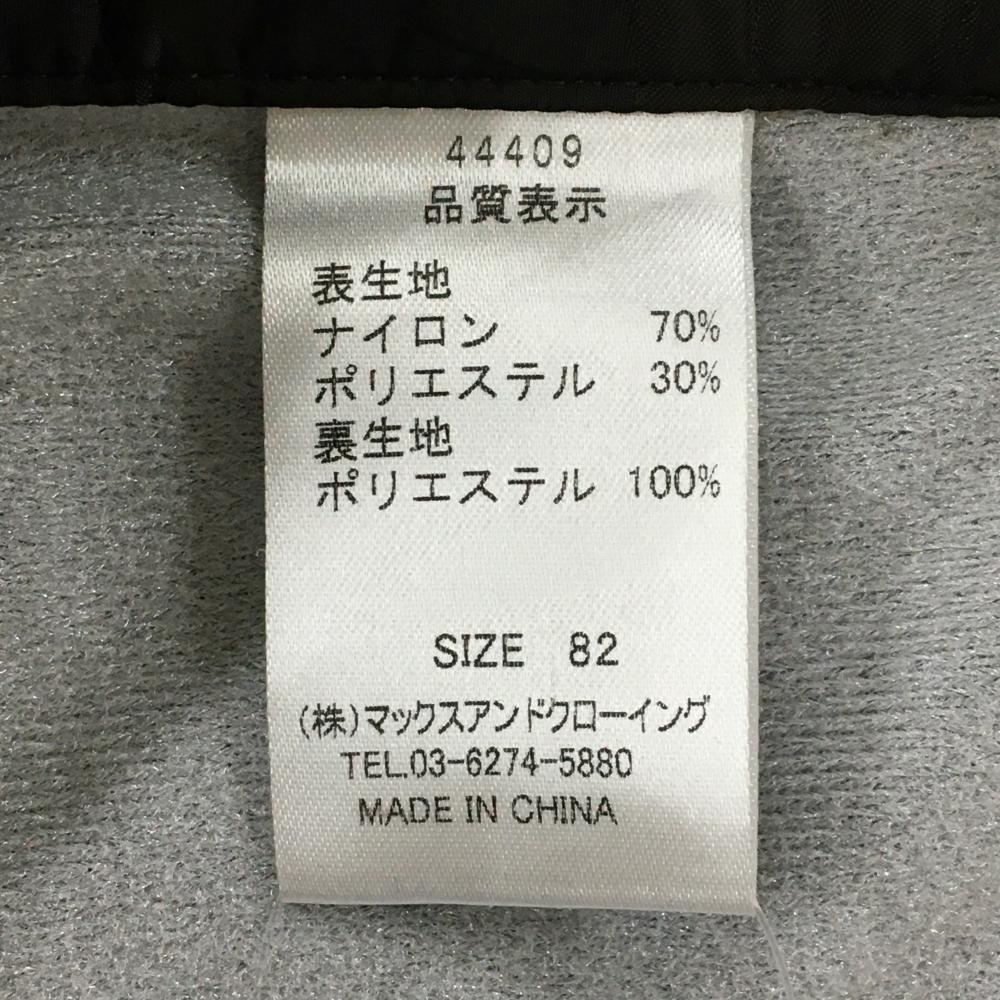 44409
品質表示
表生地
ナイロン 70%
ポリエステル 30%
裏生地
ポリエステル 100%
SIZE 82
(株)マックスアンドクローイング
TEL.03-6274-5880
MADE IN CHINA